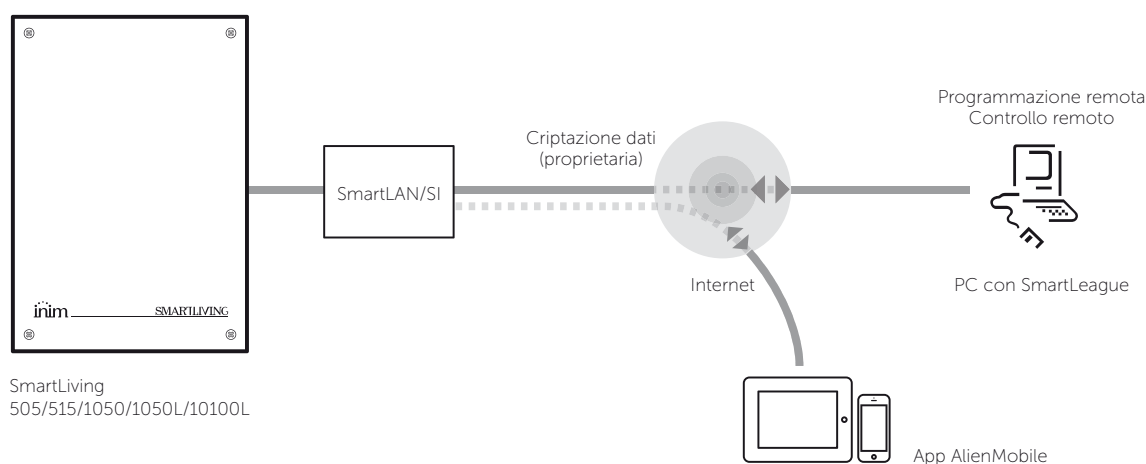 Programmazione remota
Controllo remoto
Criptazione dati
(proprietaria)
SmartLAN/SI
Internet
PC con SmartLeague
inim
SMARTLIVING
SmartLiving
505/515/1050/1050L/10100L
App AlienMobile